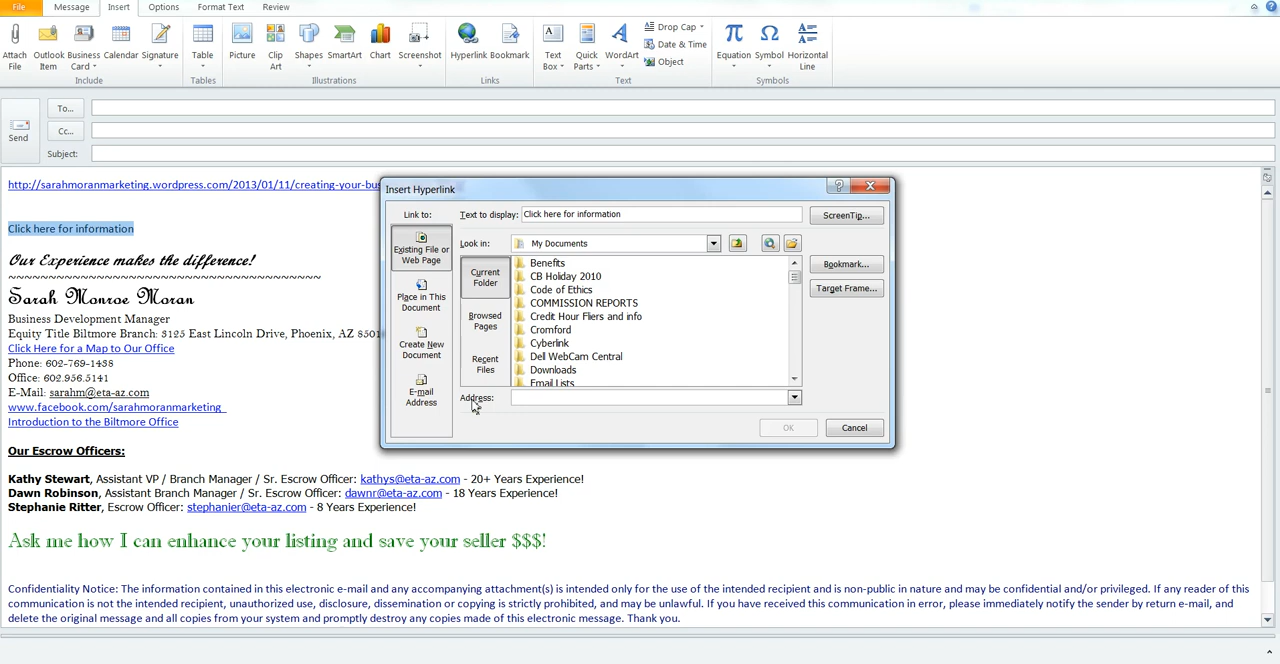 File Message Insert Options Format Text Review
Attach File Outlook Item Business Card Calendar Signature Table Picture Clip Art Shapes SmartArt Chart Screenshot Hyperlink Bookmark Text Box Quick Parts WordArt Drop Cap Date & Time Object Equation Symbol Horizontal Line
Include Tables Illustrations Links Text Symbols
Send
To...
Cc...
Subject:
http://sarahmoranmarketing.wordpress.com/2013/01/11/creating-your-bus
Click here for information
Our Experience makes the difference!
~~~~~~~~~~~~~~~~~~~~~~~~~~~~~~~~~~~~~~~
Sarah Monroe Moran
Business Development Manager
Equity Title Biltmore Branch: 3125 East Lincoln Drive, Phoenix, AZ 8501
Click Here for a Map to Our Office
Phone: 602-769-1438
Office: 602.956.5141
E-Mail: sarahm@eta-az.com
www.facebook.com/sarahmoranmarketing
Introduction to the Biltmore Office
Our Escrow Officers:
Kathy Stewart, Assistant VP / Branch Manager / Sr. Escrow Officer: kathys@eta-az.com - 20+ Years Experience!
Dawn Robinson, Assistant Branch Manager / Sr. Escrow Officer: dawnr@eta-az.com - 18 Years Experience!
Stephanie Ritter, Escrow Officer: stephanier@eta-az.com - 8 Years Experience!
Ask me how I can enhance your listing and save your seller $$$!
Confidentiality Notice: The information contained in this electronic e-mail and any accompanying attachment(s) is intended only for the use of the intended recipient and is non-public in nature and may be confidential and/or privileged. If any reader of this
communication is not the intended recipient, unauthorized use, disclosure, dissemination or copying is strictly prohibited, and may be unlawful. If you have received this communication in error, please immediately notify the sender by return e-mail, and
delete the original message and all copies from your system and promptly destroy any copies made of this electronic message. Thank you.
Insert Hyperlink
Link to:
Text to display: Click here for information
ScreenTip...
Existing File or Web Page
Place in This Document
Create New Document
E-mail Address
Look in: My Documents
Current Folder
Browsed Pages
Recent Files
Benefits
CB Holiday 2010
Code of Ethics
COMMISSION REPORTS
Credit Hour Fliers and info
Cromford
Cyberlink
Dell WebCam Central
Downloads
Email Lists
Bookmark...
Target Frame...
Address:
OK
Cancel